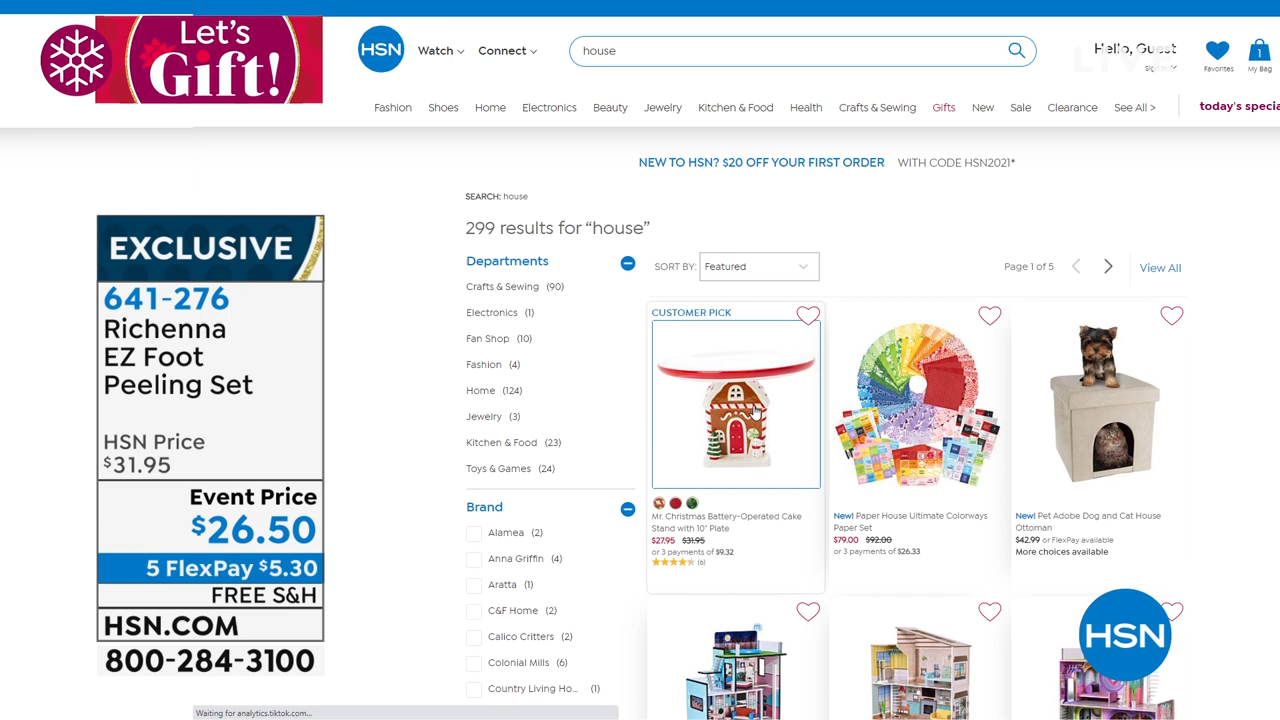 Let's
Gift!
HSN
Watch
Connect
house
Hello, Guest
Sign In
LIVE
Favorites
1
My Bag
Fashion
Shoes
Home
Electronics
Beauty
Jewelry
Kitchen & Food
Health
Crafts & Sewing
Gifts
New
Sale
Clearance
See All >
today's specia
NEW TO HSN? $20 OFF YOUR FIRST ORDER WITH CODE HSN2021*
SEARCH: house
299 results for “house”
EXCLUSIVE
641-276
Richenna
EZ Foot
Peeling Set
HSN Price
$31.95
Event Price
$26.50
5 FlexPay $5.30
FREE S&H
HSN.COM
800-284-3100
Departments
Crafts & Sewing (90)
Electronics (1)
Fan Shop (10)
Fashion (4)
Home (124)
Jewelry (3)
Kitchen & Food (23)
Toys & Games (24)
Brand
Alamea (2)
Anna Griffin (4)
Aratta (1)
C&F Home (2)
Calico Critters (2)
Colonial Mills (6)
Country Living Ho... (1)
SORT BY: Featured
Page 1 of 5
View All
CUSTOMER PICK
Mr. Christmas Battery-Operated Cake
Stand with 10" Plate
$27.95 $31.95
or 3 payments of $9.32
(6)
New! Paper House Ultimate Colorways
Paper Set
$79.00 $92.00
or 3 payments of $26.33
New! Pet Adobe Dog and Cat House
Ottoman
$42.99 or FlexPay available
More choices available
HSN
Waiting for analytics.tiktok.com...